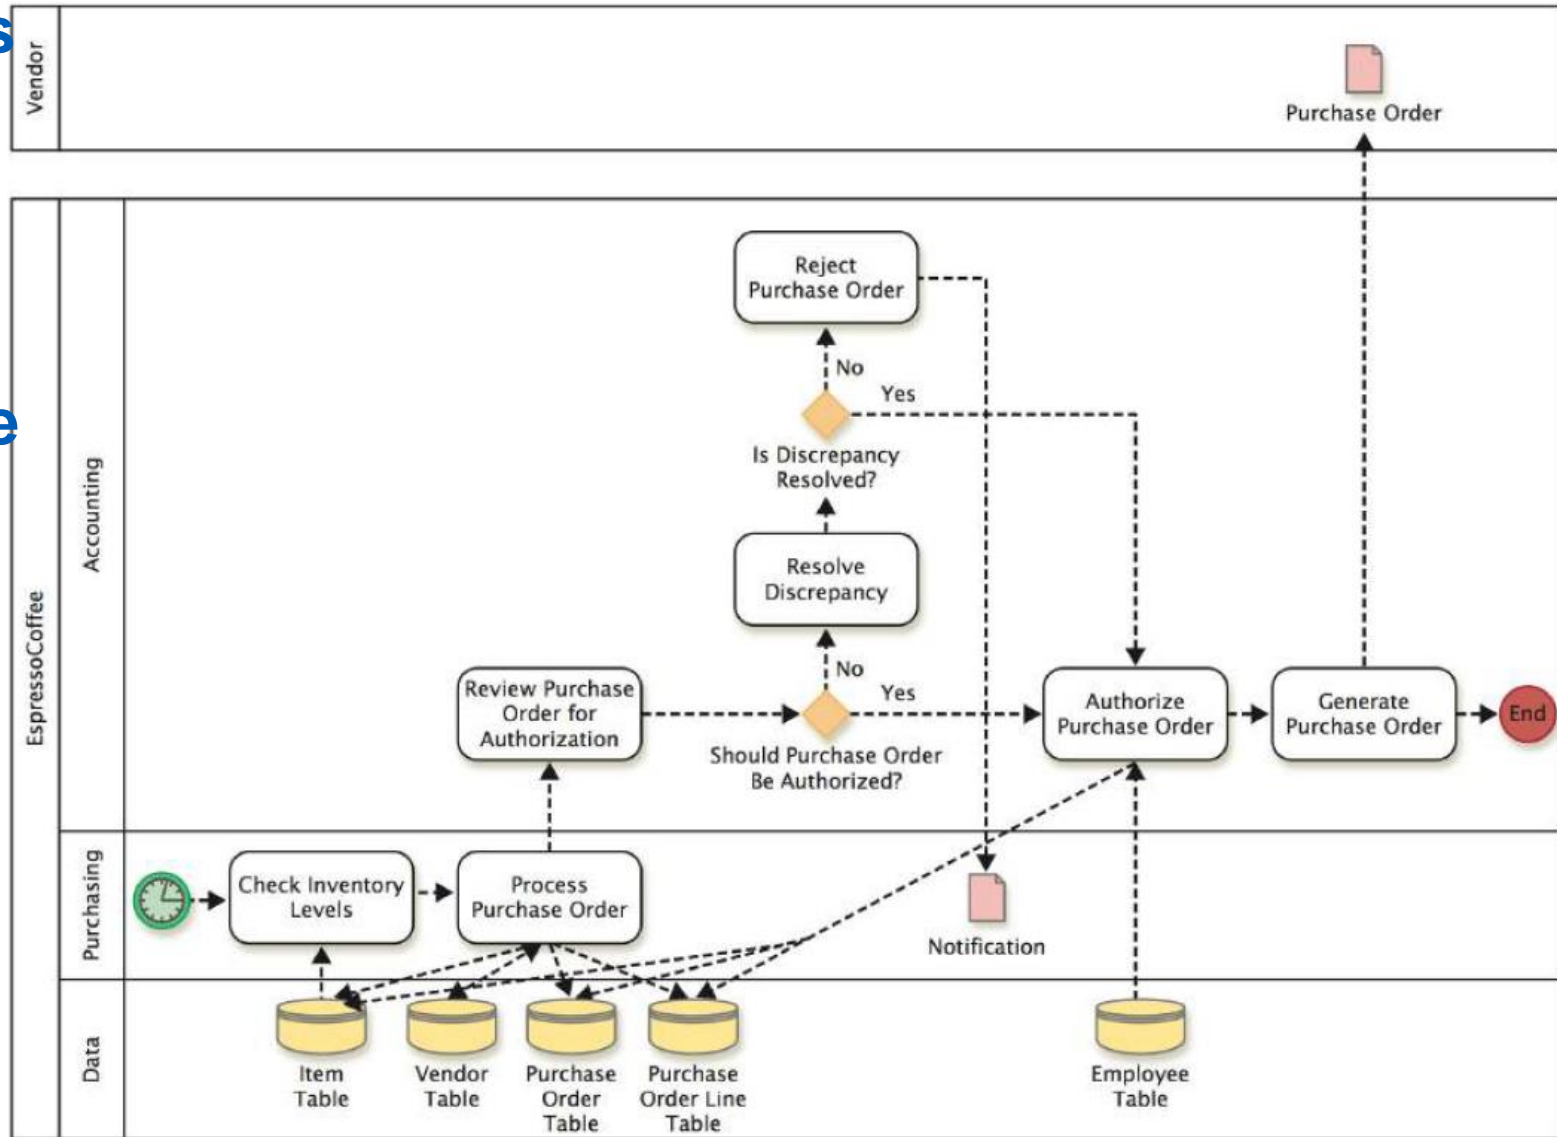 s
Vendor
Purchase Order
e
EspressoCoffee
Accounting
Reject
Purchase Order
No
Yes
Is Discrepancy
Resolved?
Resolve
Discrepancy
No
Yes
Review Purchase
Order for
Authorization
Should Purchase Order
Be Authorized?
Authorize
Purchase Order
Generate
Purchase Order
End
Purchasing
Check Inventory
Levels
Process
Purchase Order
Notification
Data
Item
Table
Vendor
Table
Purchase
Order
Table
Purchase
Order Line
Table
Employee
Table